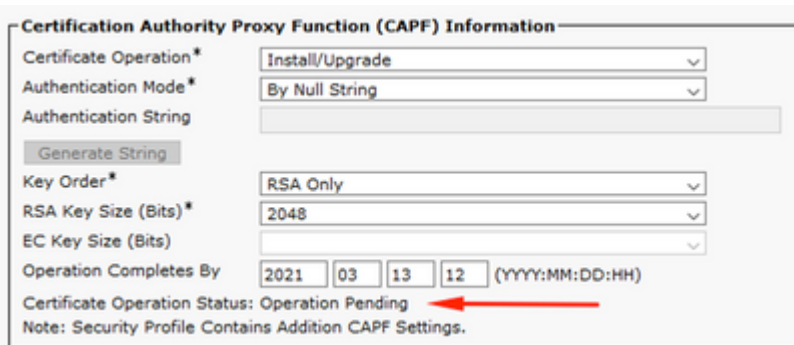 Certification Authority Proxy Function (CAPF) Information
Certificate Operation* Install/Upgrade
Authentication Mode* By Null String
Authentication String
Generate String
Key Order* RSA Only
RSA Key Size (Bits)* 2048
EC Key Size (Bits)
Operation Completes By 2021 03 13 12 (YYYY:MM:DD:HH)
Certificate Operation Status: Operation Pending
Note: Security Profile Contains Addition CAPF Settings.